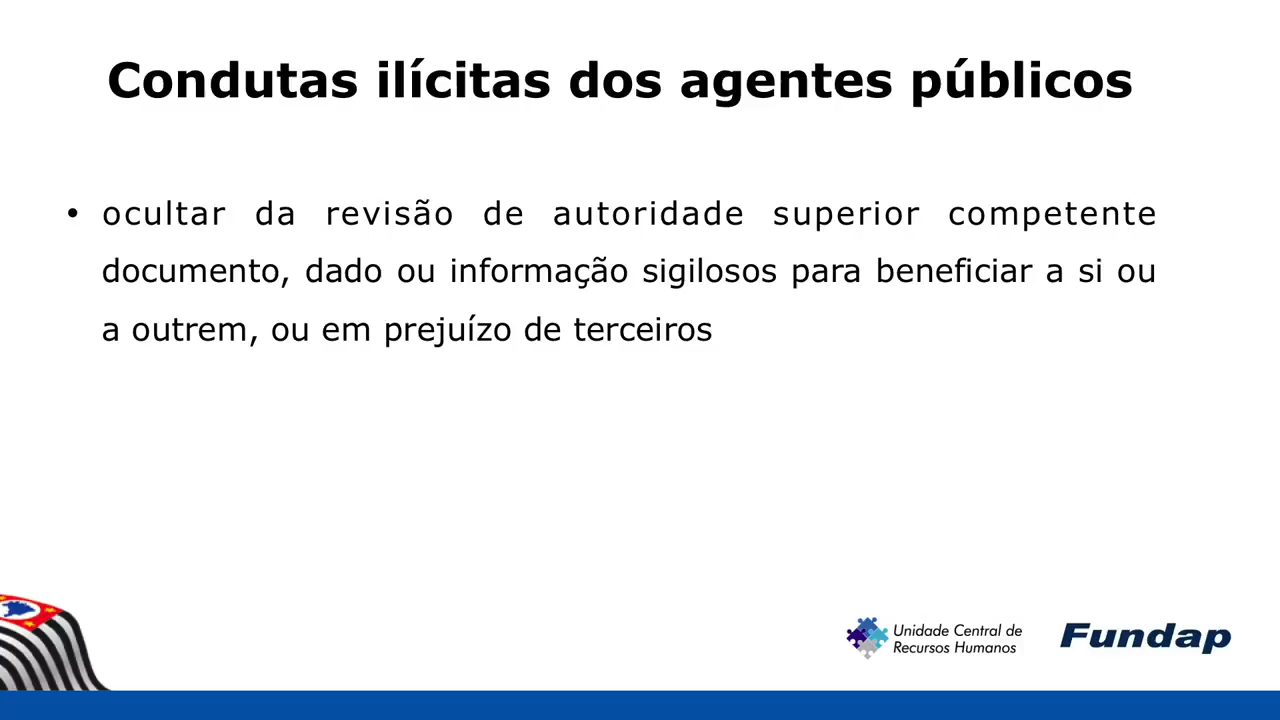 Condutas ilícitas dos agentes públicos
• ocultar da revisão de autoridade superior competente
documento, dado ou informação sigilosos para beneficiar a si ou
a outrem, ou em prejuízo de terceiros
Unidade Central de
Recursos Humanos
Fundap